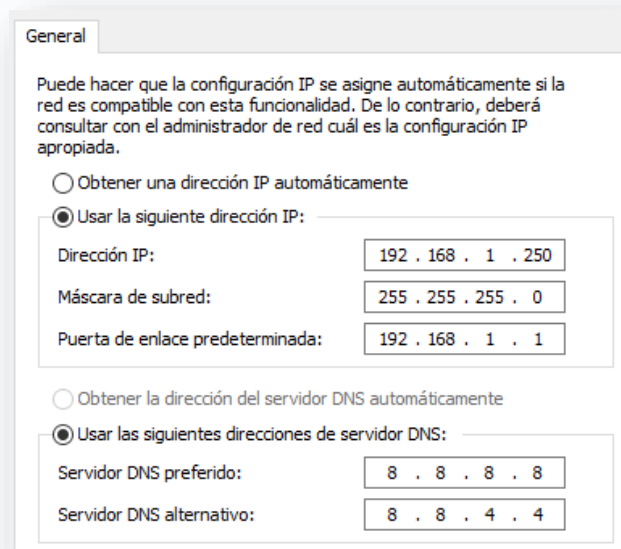 General
Puede hacer que la configuración IP se asigne automáticamente si la
red es compatible con esta funcionalidad. De lo contrario, deberá
consultar con el administrador de red cuál es la configuración IP
apropiada.
Obtener una dirección IP automáticamente
Usar la siguiente dirección IP:
Dirección IP: 192 . 168 . 1 . 250
Máscara de subred: 255 . 255 . 255 . 0
Puerta de enlace predeterminada: 192 . 168 . 1 . 1
Obtener la dirección del servidor DNS automáticamente
Usar las siguientes direcciones de servidor DNS:
Servidor DNS preferido: 8 . 8 . 8 . 8
Servidor DNS alternativo: 8 . 8 . 4 . 4